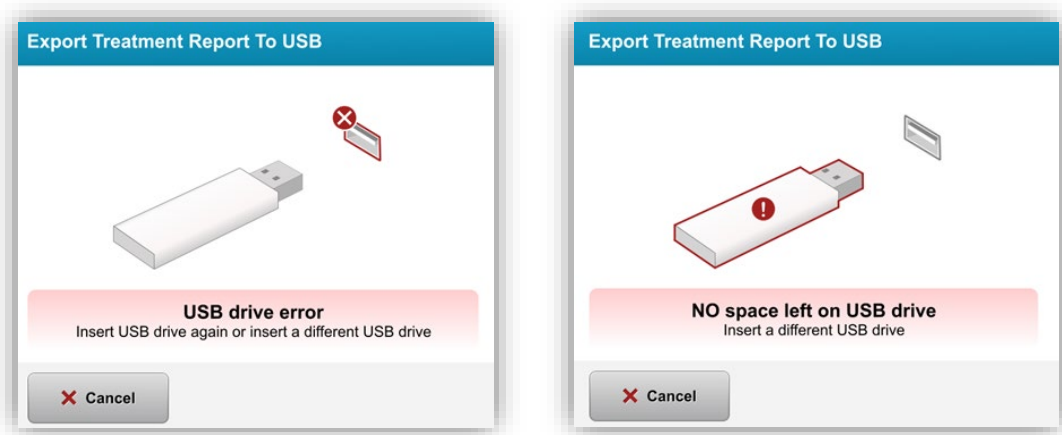 Export Treatment Report To USB
USB drive error
Insert USB drive again or insert a different USB drive
Cancel
Export Treatment Report To USB
NO space left on USB drive
Insert a different USB drive
Cancel